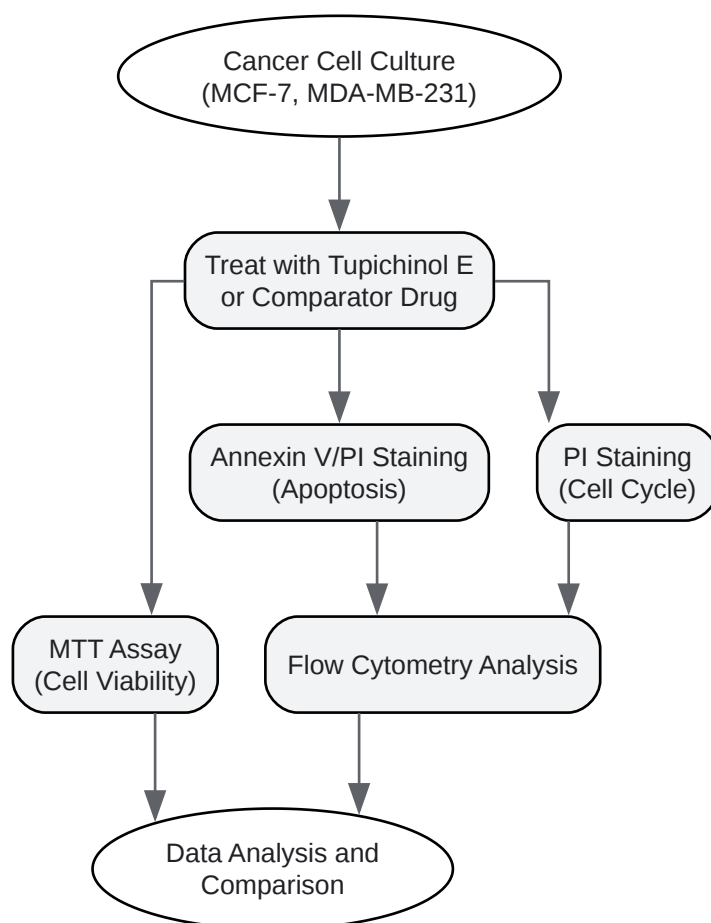 Cancer Cell Culture
(MCF-7, MDA-MB-231)
Treat with Tupichinol E
or Comparator Drug
Annexin V/PI Staining
(Apoptosis)
PI Staining
(Cell Cycle)
MTT Assay
(Cell Viability)
Flow Cytometry Analysis
Data Analysis and
Comparison